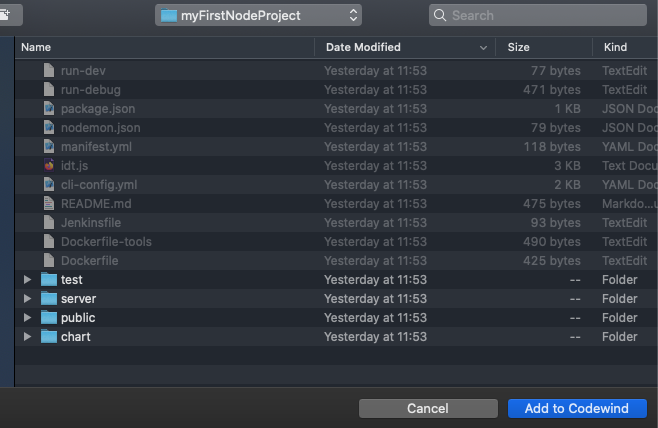 myFirstNodeProject Search
Name Date Modified Size Kind
run-dev Yesterday at 11:53 77 bytes TextEdit
run-debug Yesterday at 11:53 471 bytes TextEdit
package.json Yesterday at 11:53 1 KB JSON Doc
nodemon.json Yesterday at 11:53 79 bytes JSON Doc
manifest.yml Yesterday at 11:53 118 bytes YAML Doc
idt.js Yesterday at 11:53 3 KB Text Docu
cli-config.yml Yesterday at 11:53 2 KB YAML Doc
README.md Yesterday at 11:53 475 bytes Markdo...u
Jenkinsfile Yesterday at 11:53 93 bytes TextEdit
Dockerfile-tools Yesterday at 11:53 490 bytes TextEdit
Dockerfile Yesterday at 11:53 425 bytes TextEdit
test Yesterday at 11:53 -- Folder
server Yesterday at 11:53 -- Folder
public Yesterday at 11:53 -- Folder
chart Yesterday at 11:53 -- Folder
Cancel Add to Codewind